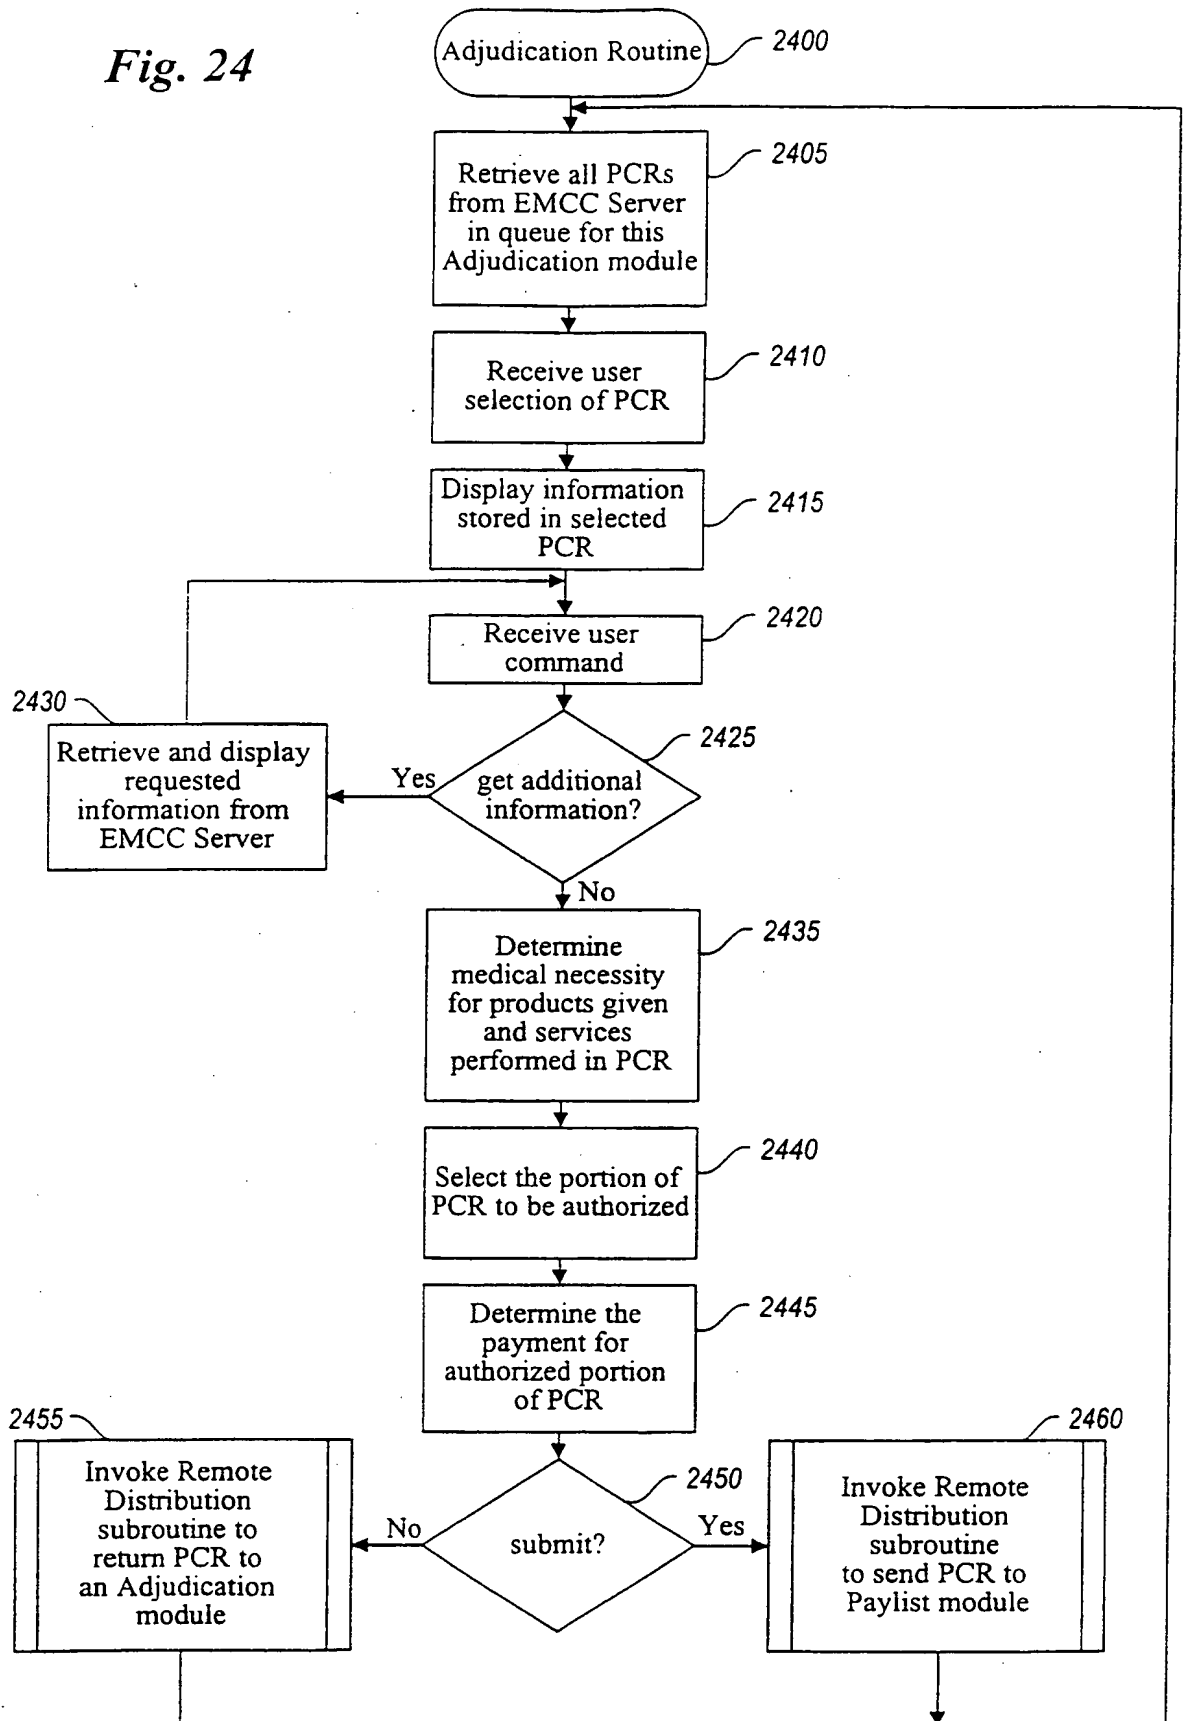 Fig. 24
Adjudication Routine
2400
Retrieve all PCRs
from EMCC Server
in queue for this
Adjudication module
2405
Receive user
selection of PCR
2410
Display information
stored in selected
PCR
2415
Receive user
command
2420
get additional
information?
2425
Yes
2430
Retrieve and display
requested
information from
EMCC Server
No
Determine
medical necessity
for products given
and services
performed in PCR
2435
Select the portion of
PCR to be authorized
2440
Determine the
payment for
authorized portion
of PCR
2445
submit?
2450
No
2455
Invoke Remote
Distribution
subroutine to
return PCR to
an Adjudication
module
Yes
2460
Invoke Remote
Distribution
subroutine
to send PCR to
Paylist module